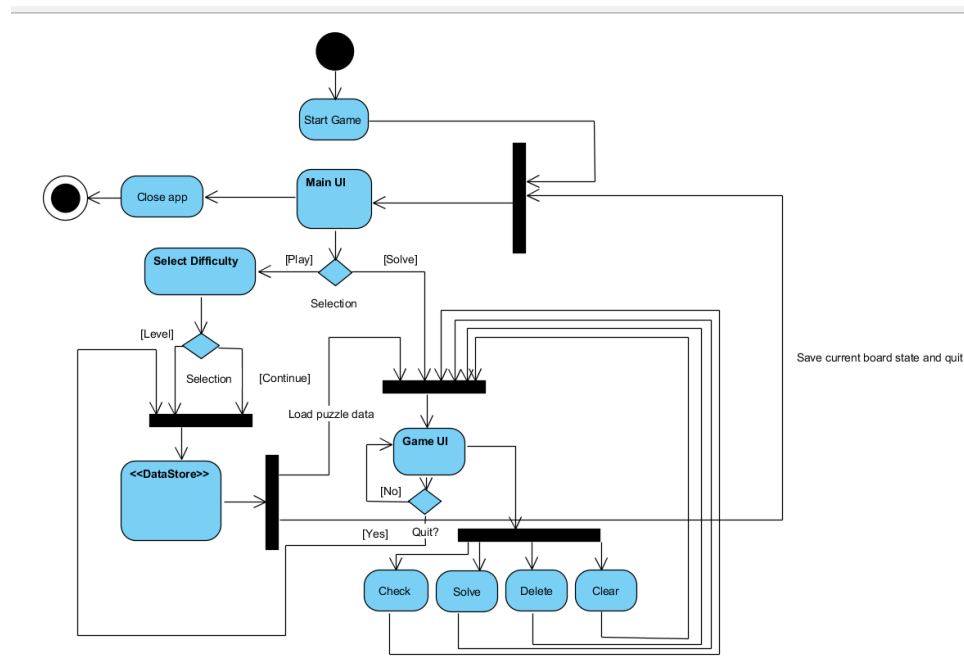 Start Game
Main UI
Close app
Select Difficulty
[Play]
[Solve]
Selection
[Level]
Selection
[Continue]
Save current board state and quit
Load puzzle data
Game UI
<<DataStore>>
[No]
[Yes]
Quit?
Check
Solve
Delete
Clear